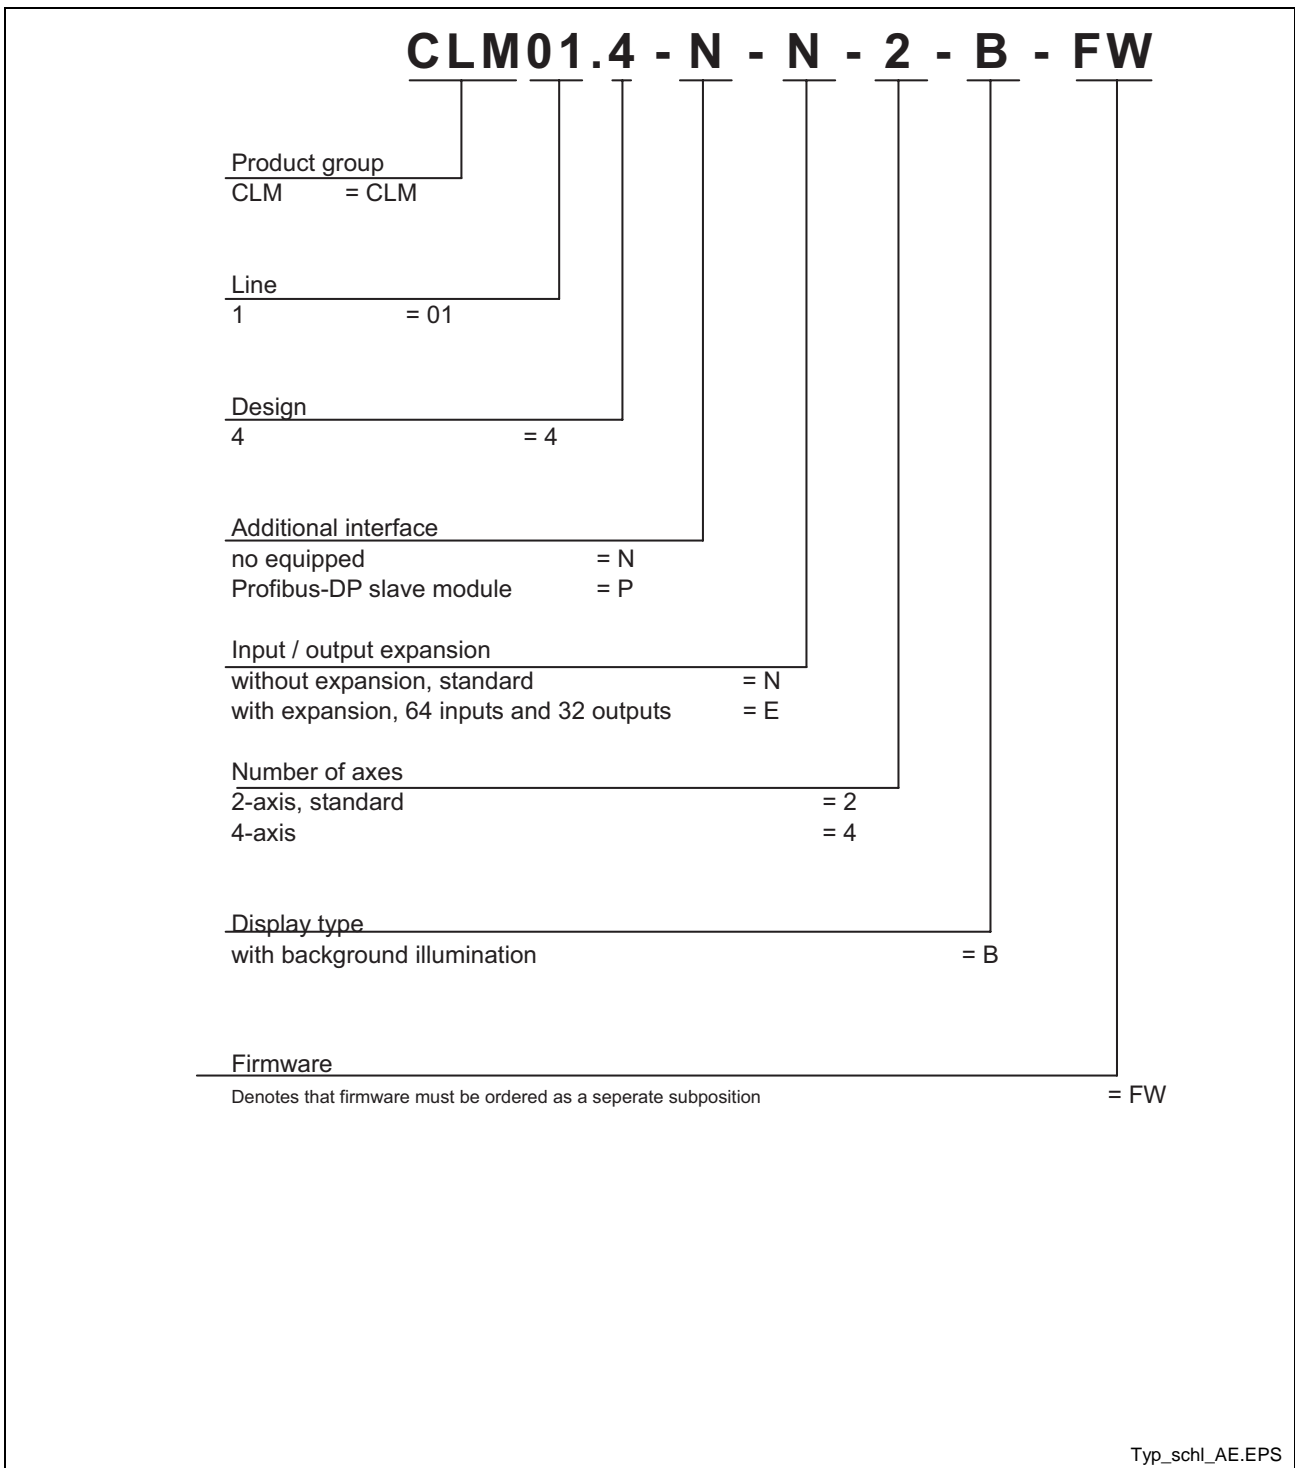 CLM01.4 - N - N - 2 - B - FW
Product group
CLM = CLM
Line
1 = 01
Design
4 = 4
Additional interface
no equipped = N
Profibus-DP slave module = P
Input / output expansion
without expansion, standard = N
with expansion, 64 inputs and 32 outputs = E
Number of axes
2-axis, standard = 2
4-axis = 4
Display type
with background illumination = B
Firmware
Denotes that firmware must be ordered as a seperate subposition = FW
Typ_schl_AE.EPS